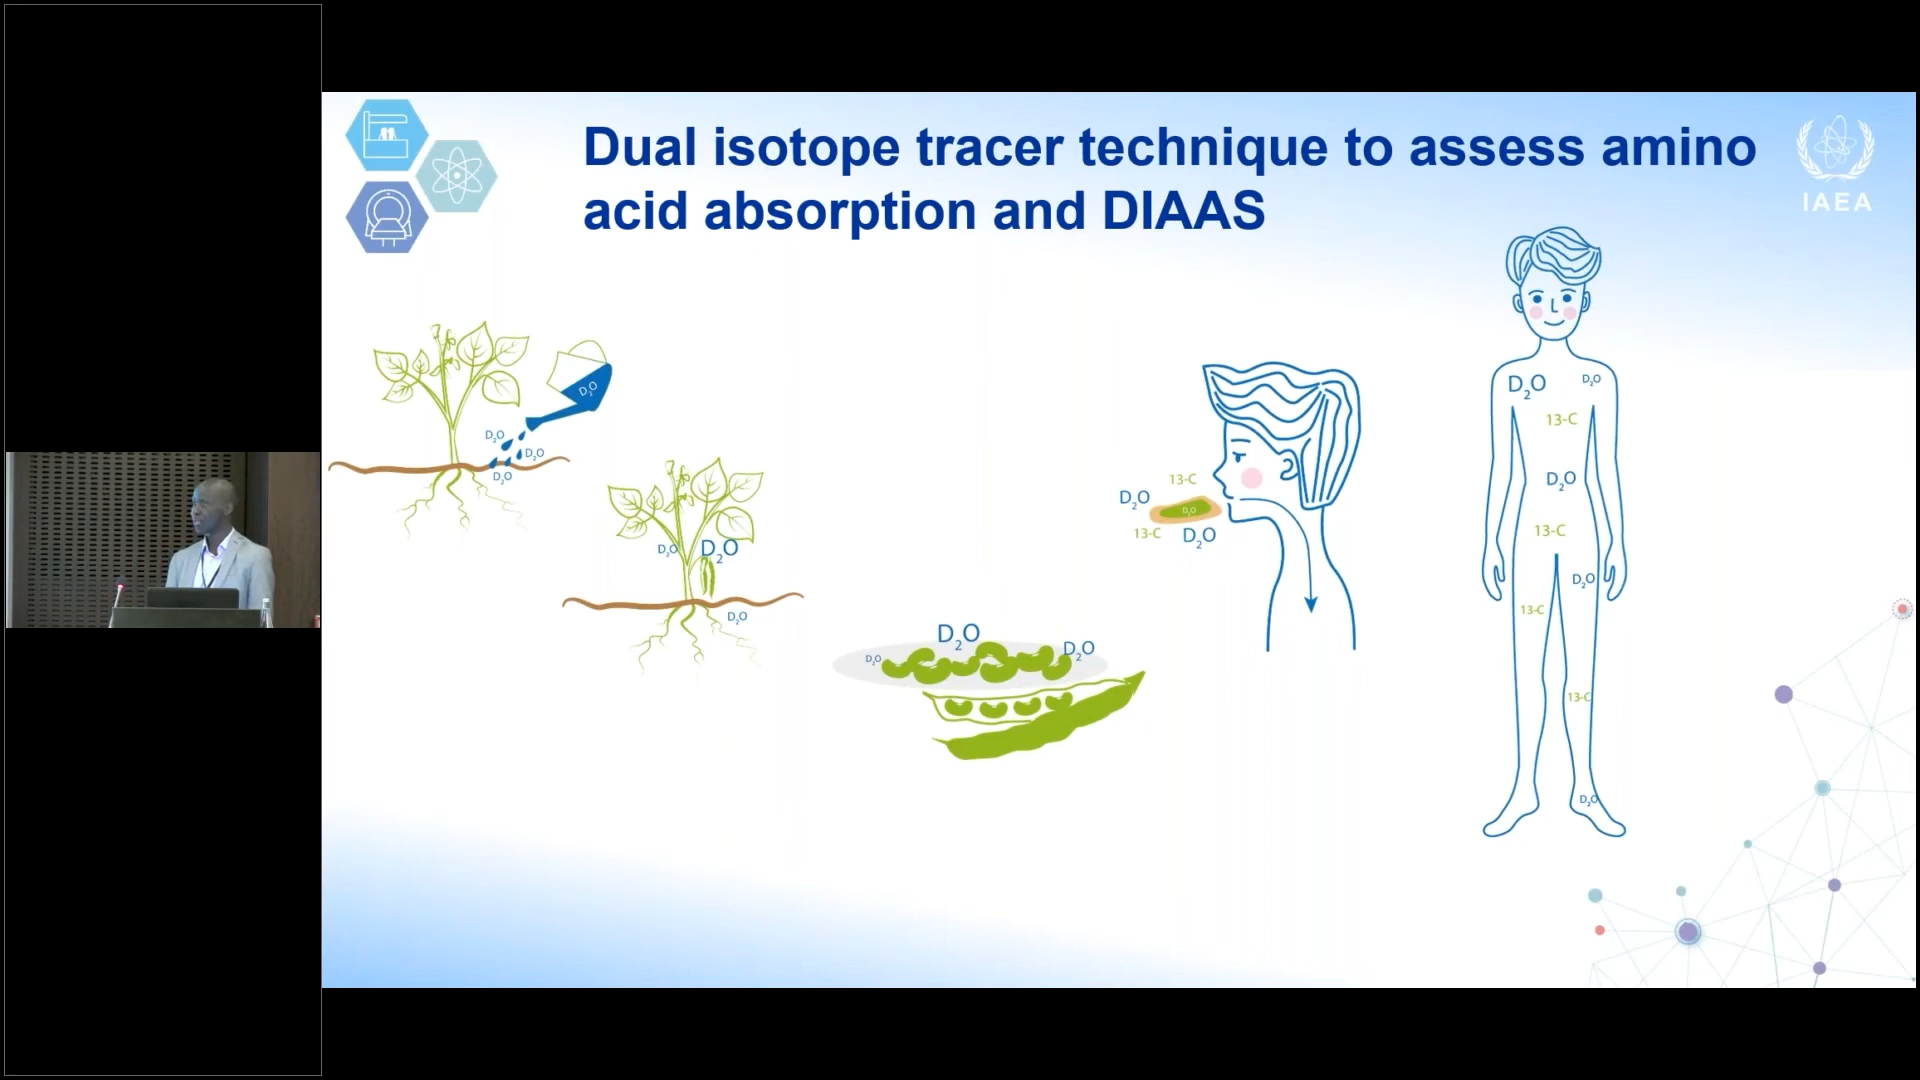 Dual isotope tracer technique to assess amino
acid absorption and DIAAS
IAEA
D₂O
D₂O
D₂O
D₂O
D₂O
D₂O
D₂O
D₂O
D₂O
D₂O
13-C
D₂O
D₂O
13-C
D₂O
D₂O
D₂O
13-C
D₂O
13-C
D₂O
13-C
13-C
D₂O